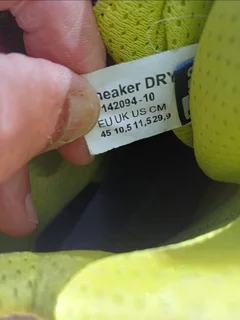 neaker DRY
142094-10
EU UK US CM
45 10,5 11,5 29,9